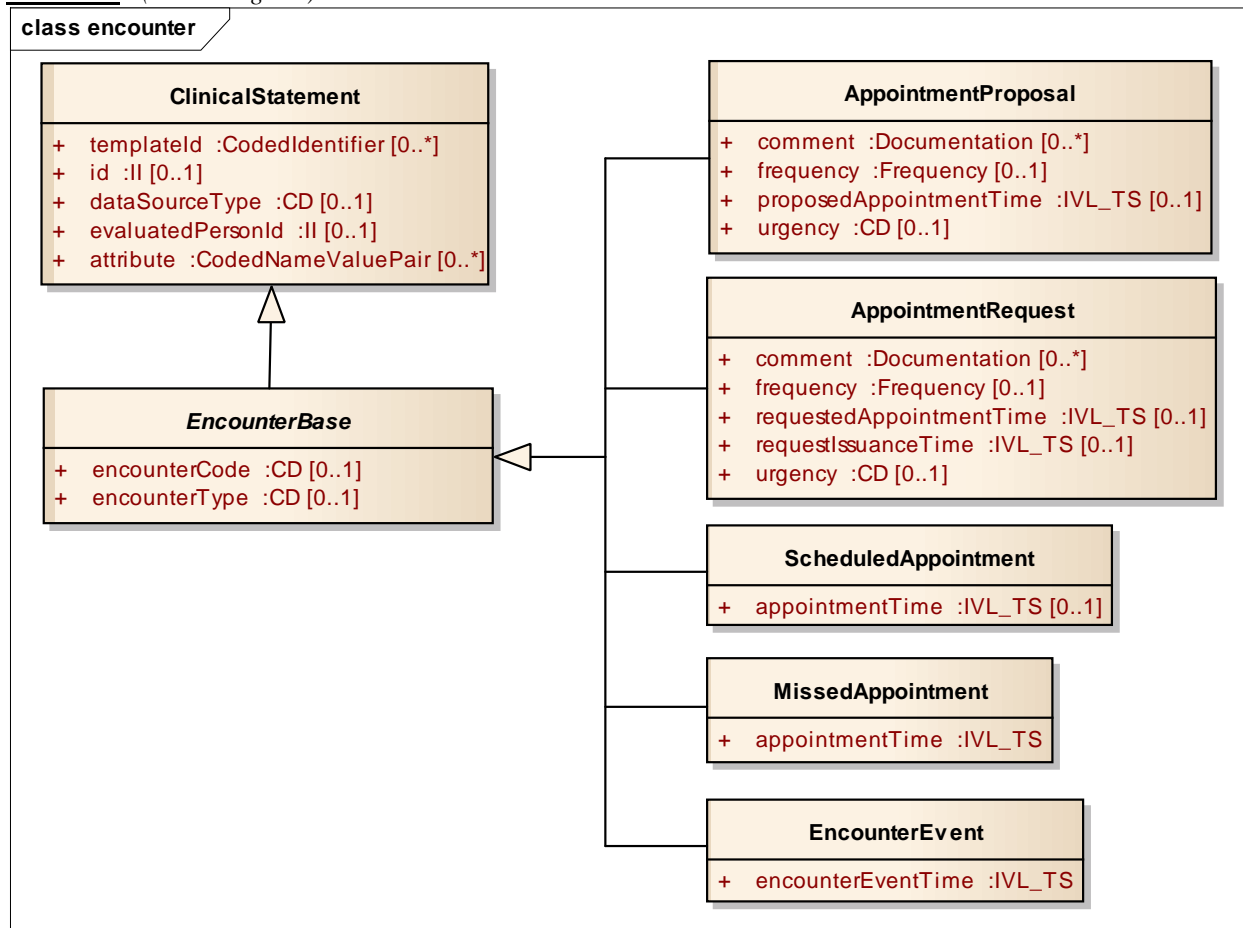 class encounter
ClinicalStatement
+ templateId :CodedIdentifier [0..*]
+ id :II [0..1]
+ dataSourceType :CD [0..1]
+ evaluatedPersonId :II [0..1]
+ attribute :CodedNameValuePair [0..*]
EncounterBase
+ encounterCode :CD [0..1]
+ encounterType :CD [0..1]
AppointmentProposal
+ comment :Documentation [0..*]
+ frequency :Frequency [0..1]
+ proposedAppointmentTime :IVL_TS [0..1]
+ urgency :CD [0..1]
AppointmentRequest
+ comment :Documentation [0..*]
+ frequency :Frequency [0..1]
+ requestedAppointmentTime :IVL_TS [0..1]
+ requestIssuanceTime :IVL_TS [0..1]
+ urgency :CD [0..1]
ScheduledAppointment
+ appointmentTime :IVL_TS [0..1]
MissedAppointment
+ appointmentTime :IVL_TS
EncounterEvent
+ encounterEventTime :IVL_TS